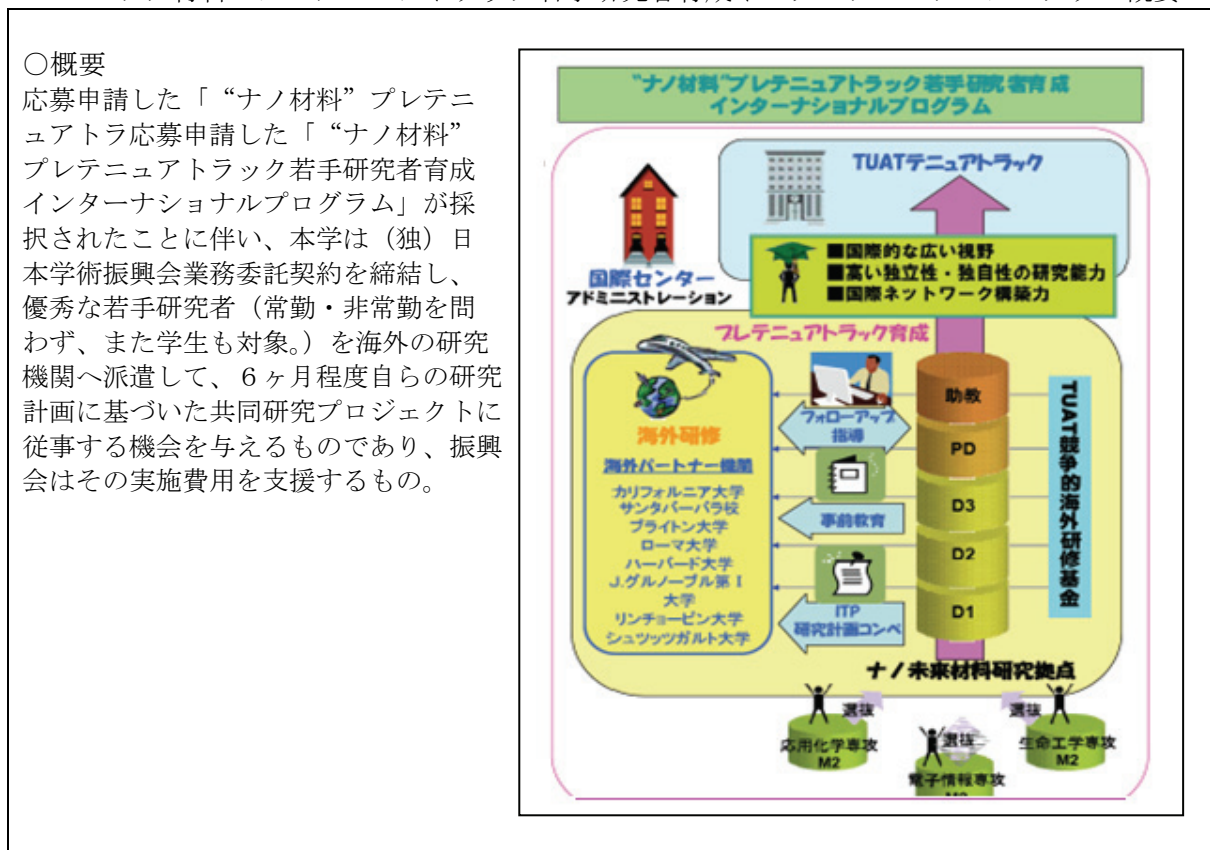 ○概要
応募申請した「“ナノ材料”プレテニ
ュアトラ応募申請した「“ナノ材料”
プレテニュアトラック若手研究者育成
インターナショナルプログラム」が採
択されたことに伴い、本学は（独）日
本学術振興会業務委託契約を締結し、
優秀な若手研究者（常勤・非常勤を問
わず、また学生も対象。）を海外の研究
機関へ派遣して、６ヶ月程度自らの研究
計画に基づいた共同研究プロジェクトに
従事する機会を与えるものであり、振興
会はその実施費用を支援するもの。
“ナノ材料”プレテニュアトラック若手研究者育成
インターナショナルプログラム
TUATテニュアトラック
国際センター
アドミニストレーション
■国際的な広い視野
■高い独立性・独自性の研究能力
■国際ネットワーク構築力
プレテニュアトラック育成
海外研修
海外パートナー機関
カリフォルニア大学
サンタバーバラ校
ブライトン大学
ローマ大学
ハーバード大学
J.グルノーブル第Ⅰ
大学
リンチョーピン大学
シュツッツガルト大学
フォローアップ
指導
事前教育
ITP
研究計画コンペ
助教
PD
D3
D2
D1
TUAT競争的海外研修基金
ナノ未来材料研究拠点
選抜
選抜
選抜
応用化学専攻
M2
電子情報専攻
生命工学専攻
M2